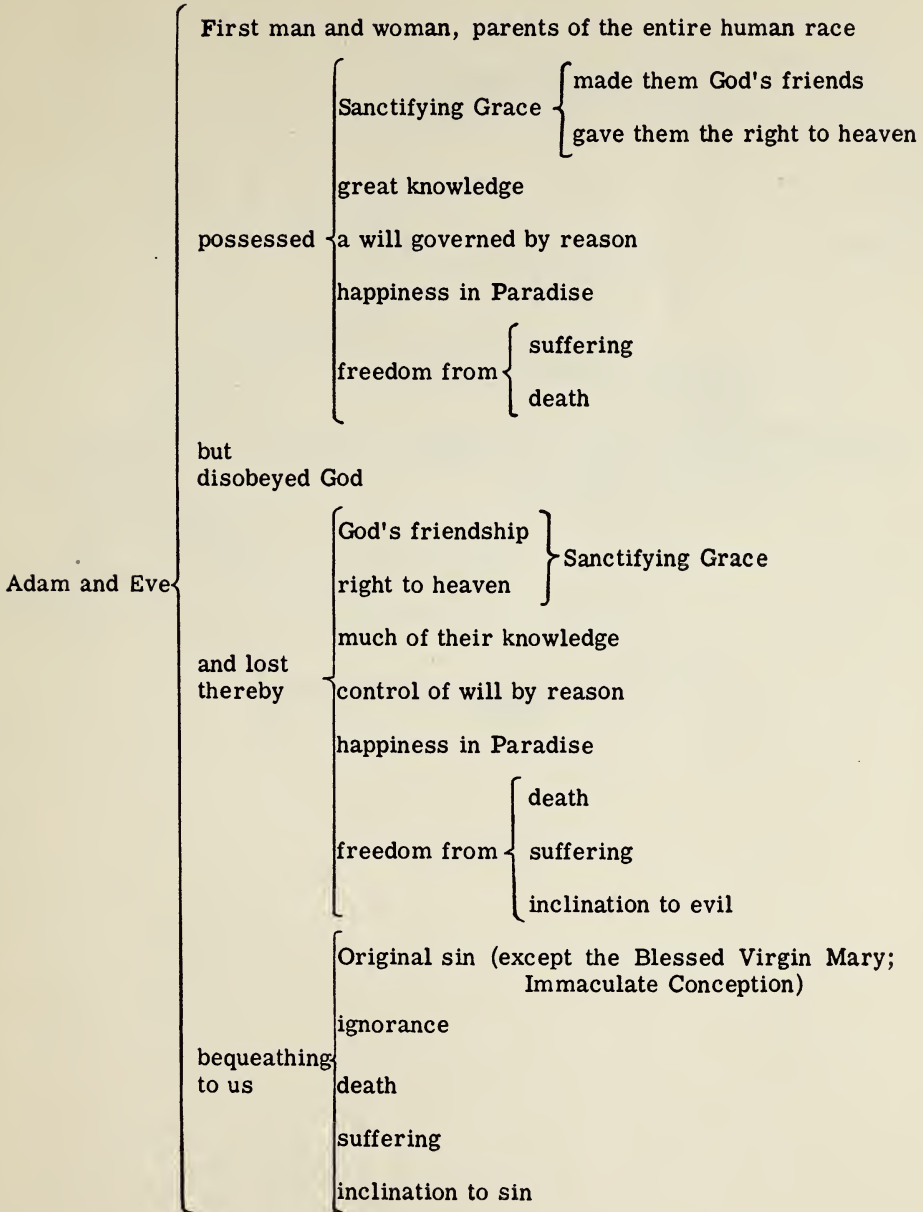 First man and woman, parents of the entire human race
made them God's friends
Sanctifying Grace
gave them the right to heaven
great knowledge
possessed
a will governed by reason
happiness in Paradise
suffering
freedom from
death
but
disobeyed God
God's friendship
Sanctifying Grace
right to heaven
Adam and Eve
much of their knowledge
and lost
thereby
control of will by reason
happiness in Paradise
death
freedom from
suffering
inclination to evil
Original sin (except the Blessed Virgin Mary;
Immaculate Conception)
ignorance
bequeathing
to us
death
suffering
inclination to sin